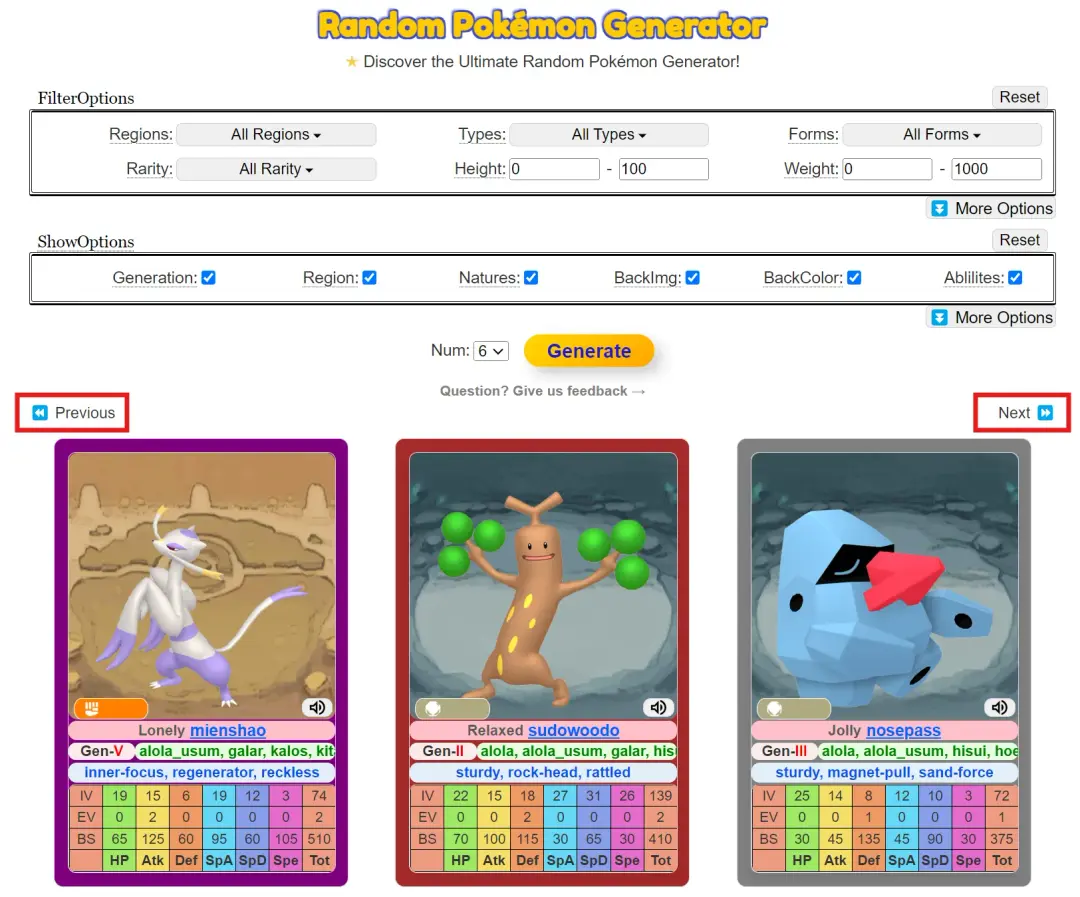 Random Pokémon Generator
Discover the Ultimate Random Pokémon Generator!
FilterOptions Reset
Regions: All Regions Types: All Types Forms: All Forms
Rarity: All Rarity Height: 0 - 100 Weight: 0 - 1000
More Options
ShowOptions Reset
Generation: Region: Natures: BackImg: BackColor: Ablilites:
More Options
Num: 6 Generate
Question? Give us feedback →
Previous Next
Lonely mienshao
Gen-V alola_usum, galar, kalos, kit
inner-focus, regenerator, reckless
IV 19 15 6 19 12 3 74
EV 0 2 0 0 0 0 2
BS 65 125 60 95 60 105 510
HP Atk Def SpA SpD Spe Tot
Relaxed sudowoodo
Gen-II alola, alola_usum, galar, his
sturdy, rock-head, rattled
IV 22 15 18 27 31 26 139
EV 0 0 2 0 0 0 2
BS 70 100 115 30 65 30 410
HP Atk Def SpA SpD Spe Tot
Jolly nosepass
Gen-III alola, alola_usum, hisui, hoe
sturdy, magnet-pull, sand-force
IV 25 14 8 12 10 3 72
EV 0 0 1 0 0 0 1
BS 30 45 135 45 90 30 375
HP Atk Def SpA SpD Spe Tot